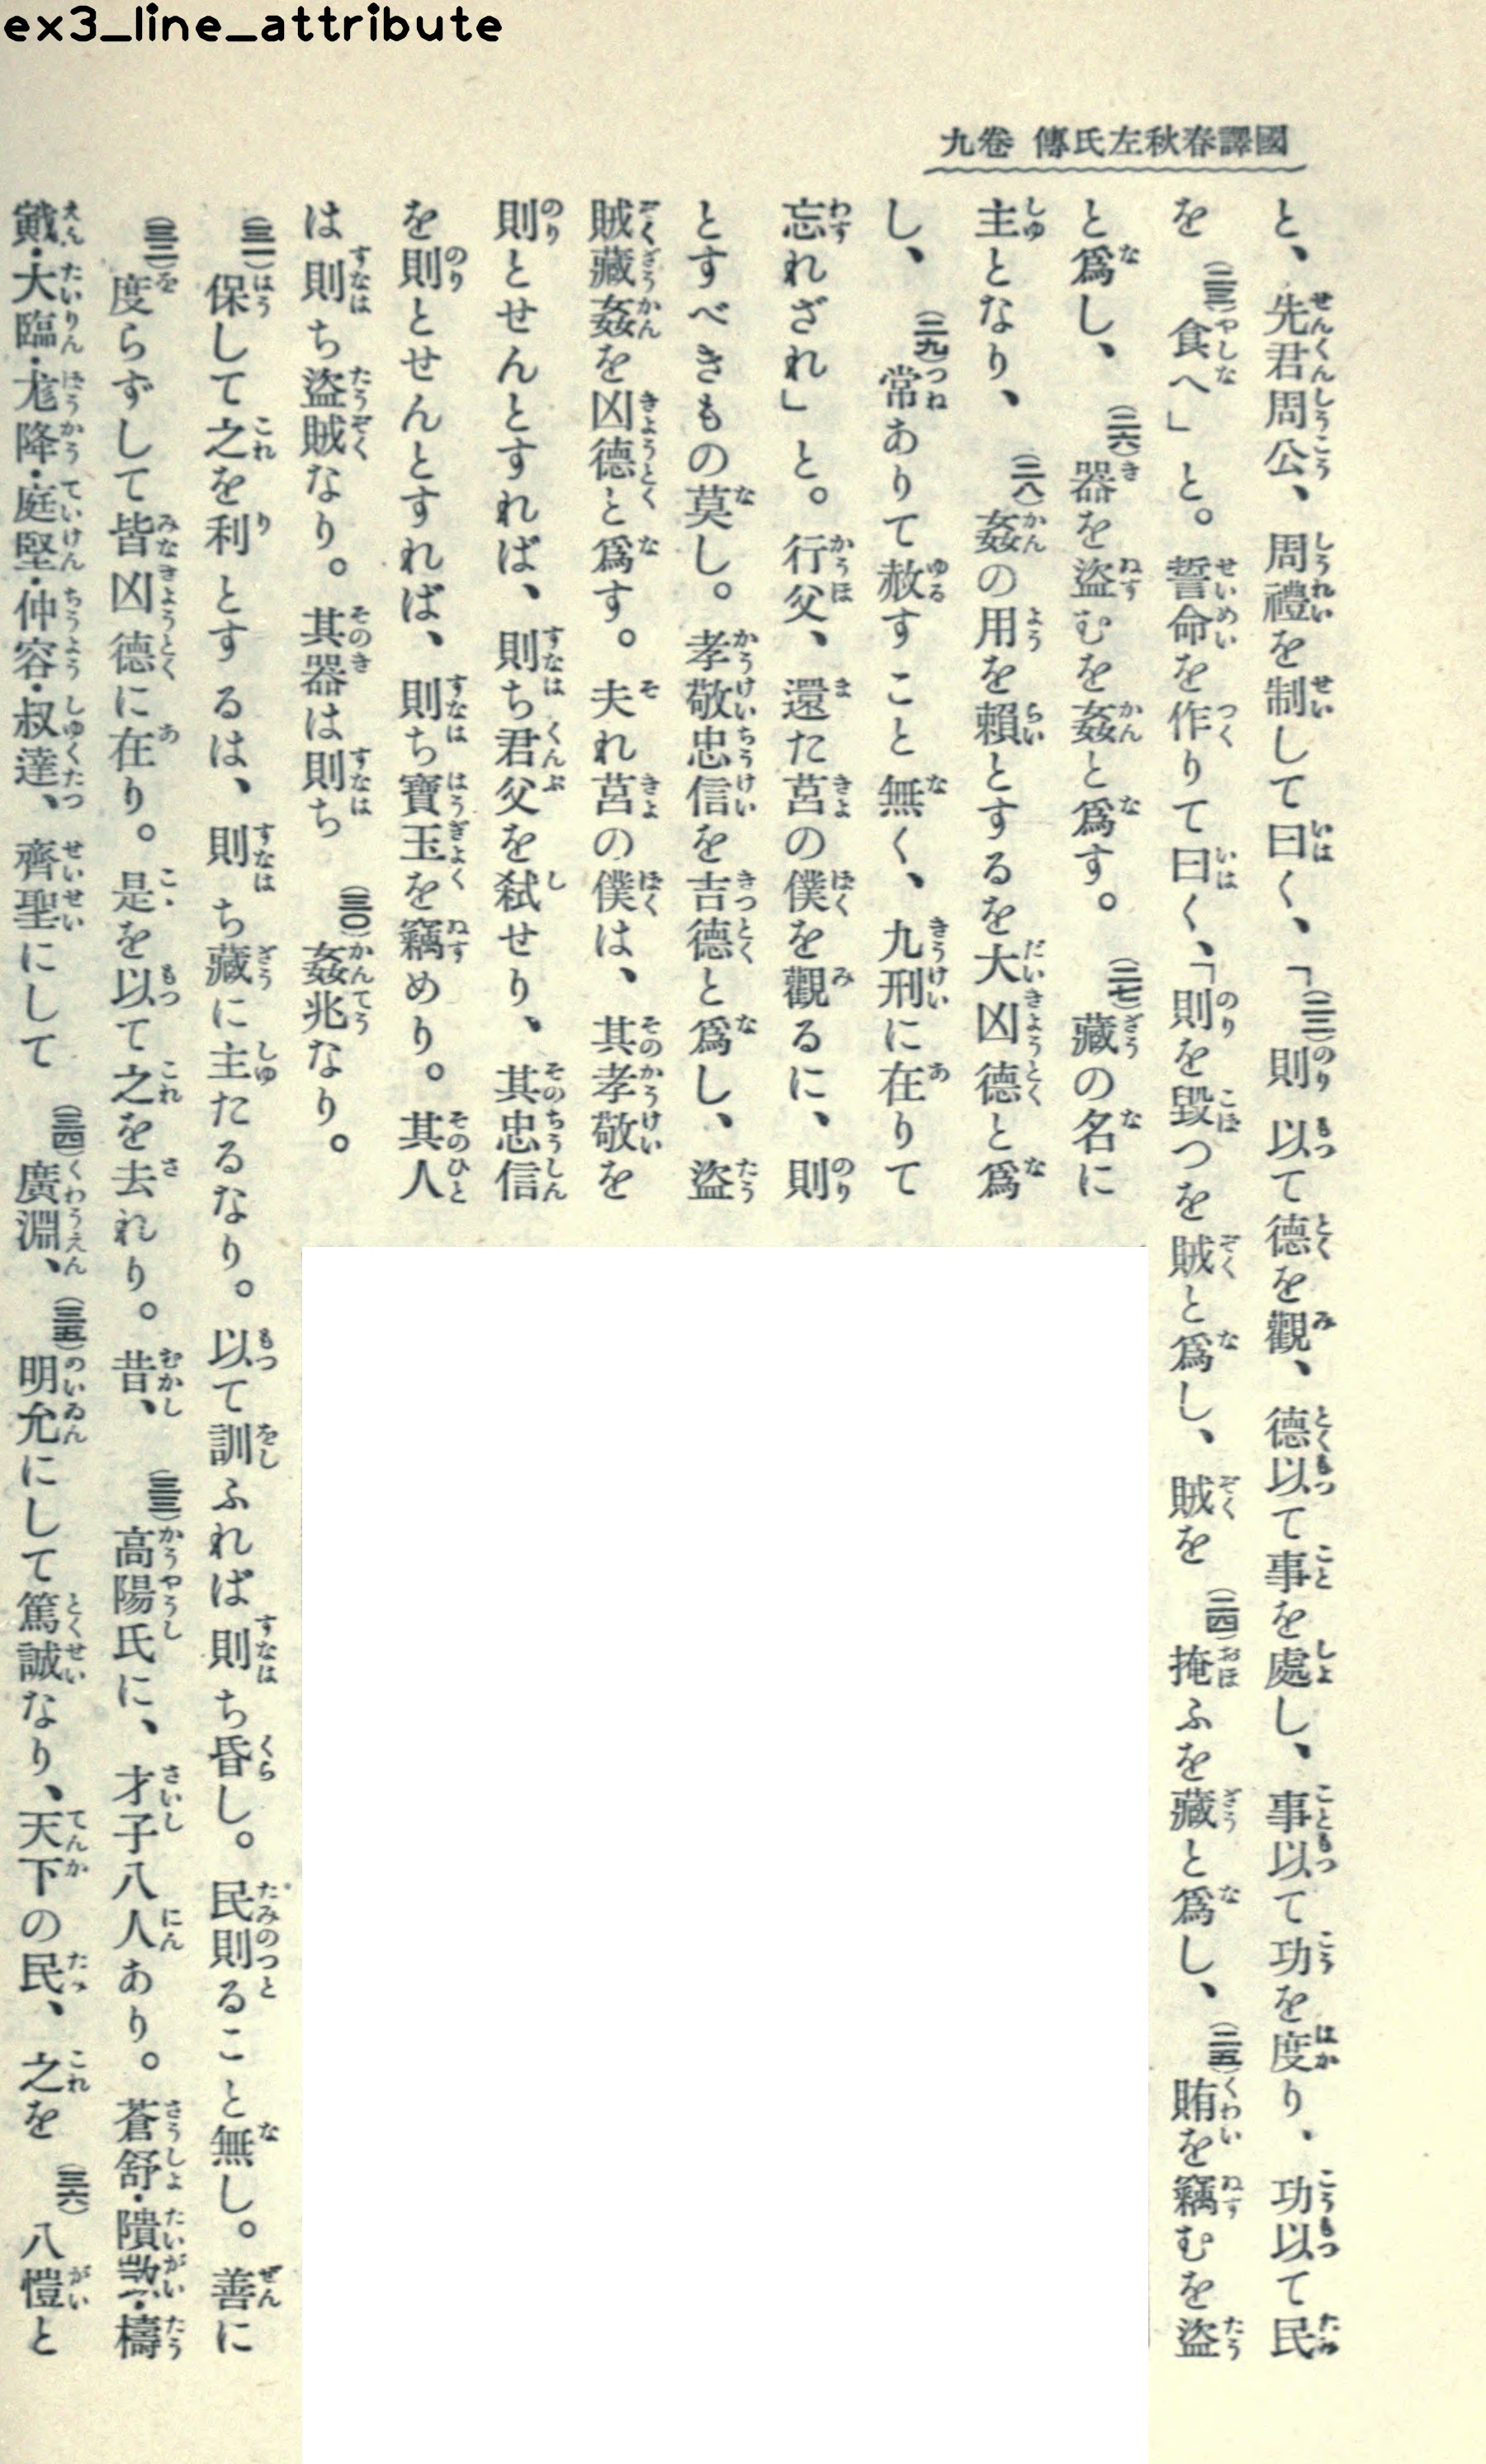 ex3_line_attribute
國譯春秋左氏傳 卷九
と、先君周公、周禮を制して曰く、「(二三)則以て德を觀、德以て事を處し、事以て功を度り、功以て民
を(二三)食へ」と。誓命を作りて曰く、「則を毀つを賊と爲し、賊を(二四)掩ふを藏と爲し、(二五)賄を竊むを盜
と爲し、(二六)器を盜むを姦と爲す。(二七)藏の名に
主となり、(二八)姦の用を賴とするを大凶德と爲
し、(二九)常ありて赦すこと無く、九刑に在りて
忘れざれ」と。行父、還た莒の僕を觀るに、則
とすべきもの莫し。孝敬忠信を吉德と爲し、盜
賊藏姦を凶德と爲す。夫れ莒の僕は、其孝敬を
則とせんとすれば、則ち君父を弑せり、其忠信
を則とせんとすれば、則ち寶玉を竊めり。其人
は則ち盜賊なり。其器は則ち(三〇)姦兆なり。
(三一)保して之を利とするは、則ち藏に主たるなり。以て訓ふれば則ち昏し。民則ること無し。善に
(三二)度らずして皆凶德に在り。是を以て之を去れり。昔、(三三)高陽氏に、才子八人あり。蒼舒・隤敳・檮
戭・大臨・尨降・庭堅・仲容・叔達、齊聖にして(三四)廣淵、(三五)明允にして篤誠なり、天下の民、之を(三六)八愷と